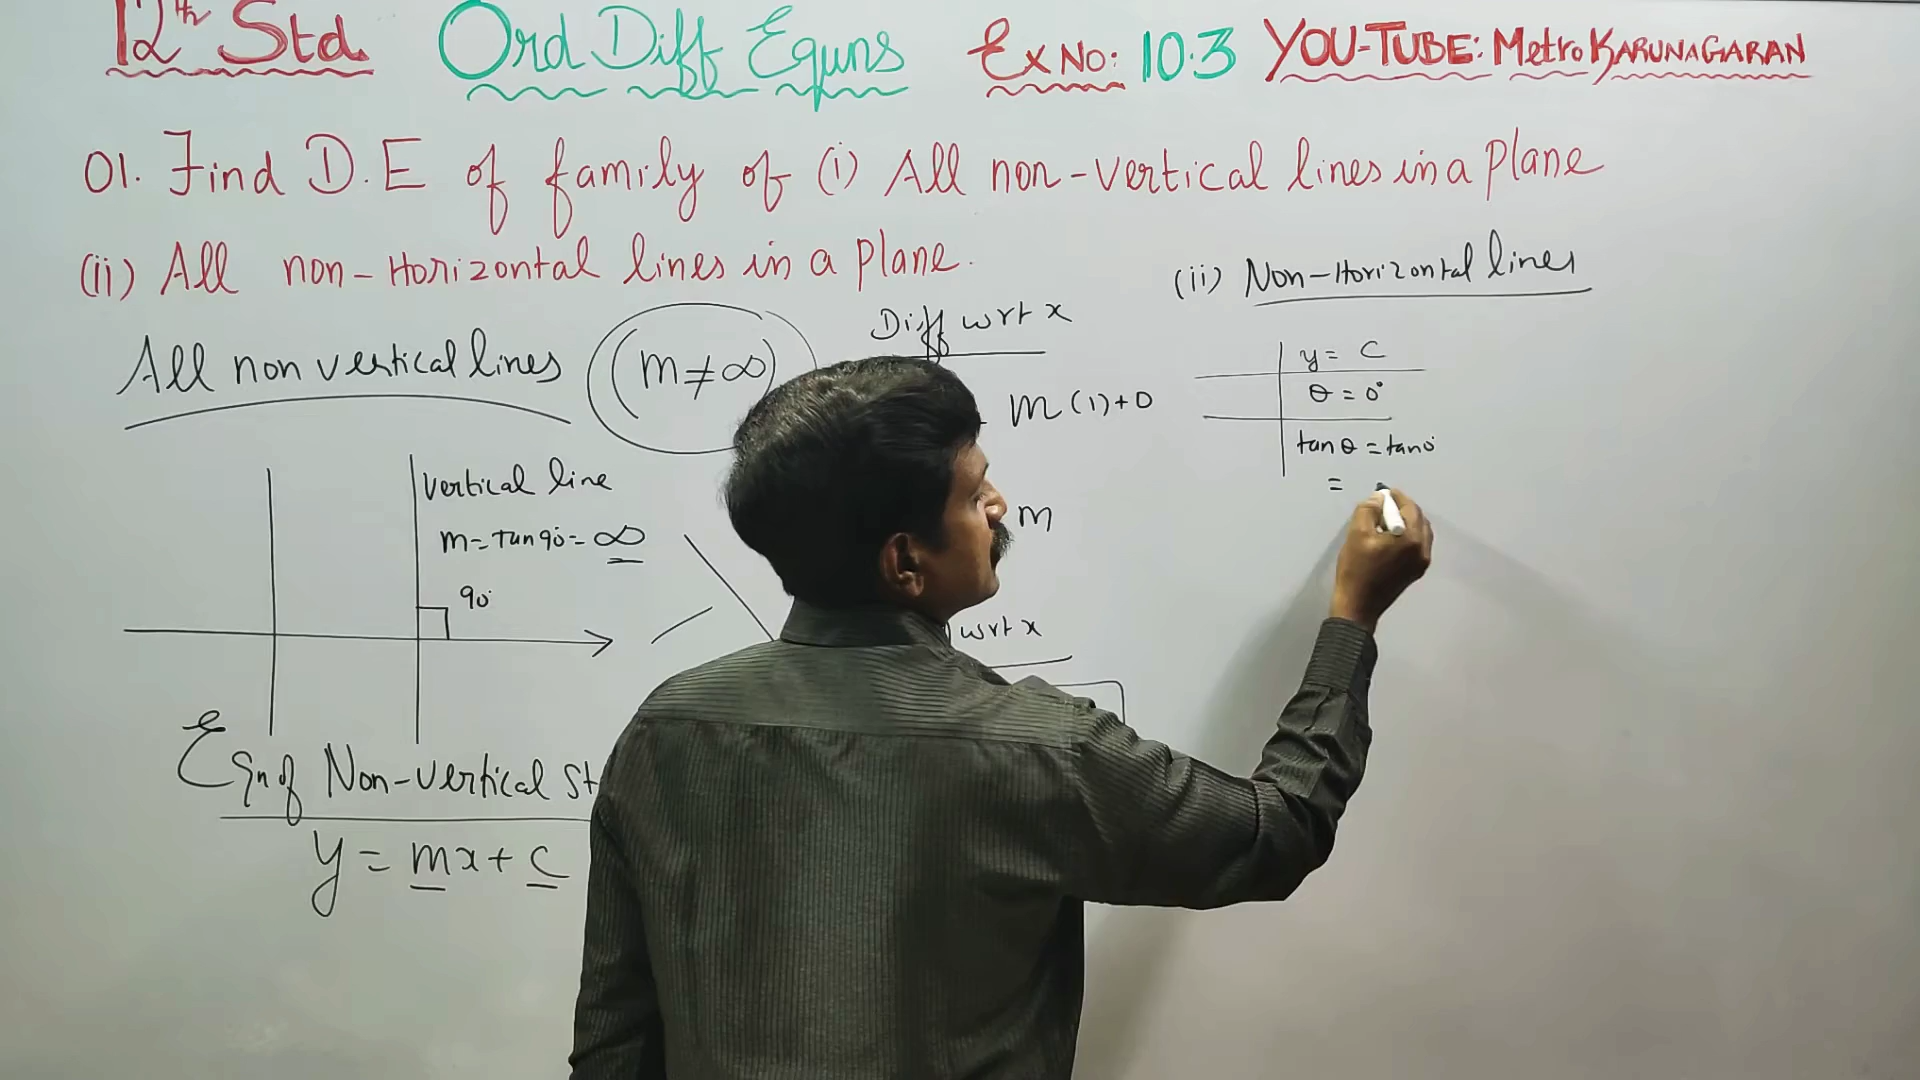 12th Std. Ord Diff Equns Ex No: 10.3 YOU-TUBE: Metro KARUNAGARAN
01. Find D.E of family of (i) All non-vertical lines in a Plane
(ii) All non-Horizontal lines in a plane.
All non vertical lines (m ≠ ∞)
vertical line
m = tan 90° = ∞
90°
Eqn of Non-vertical St
y = mx + c
Diff wrt x
m (1) + 0
m
wrt x
(ii) Non-Horizontal lines
y = c
θ = 0°
tan θ = tan 0°
=